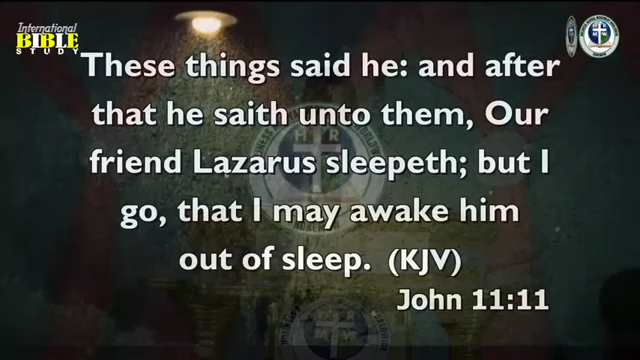 International
BIBLE
STUDY
These things said he: and after
that he saith unto them, Our
friend Lazarus sleepeth; but I
go, that I may awake him
out of sleep. (KJV)
John 11:11